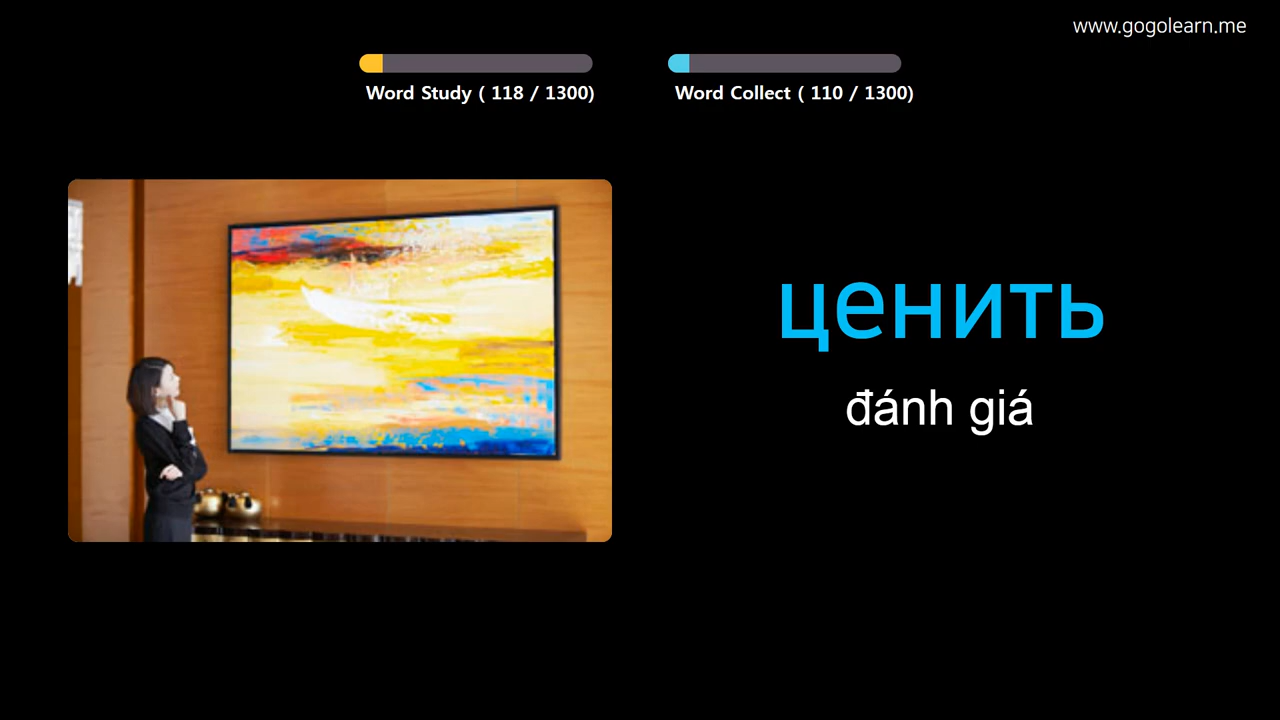 www.gogolearn.me
Word Study ( 118 / 1300)
Word Collect ( 110 / 1300)
ценить
đánh giá